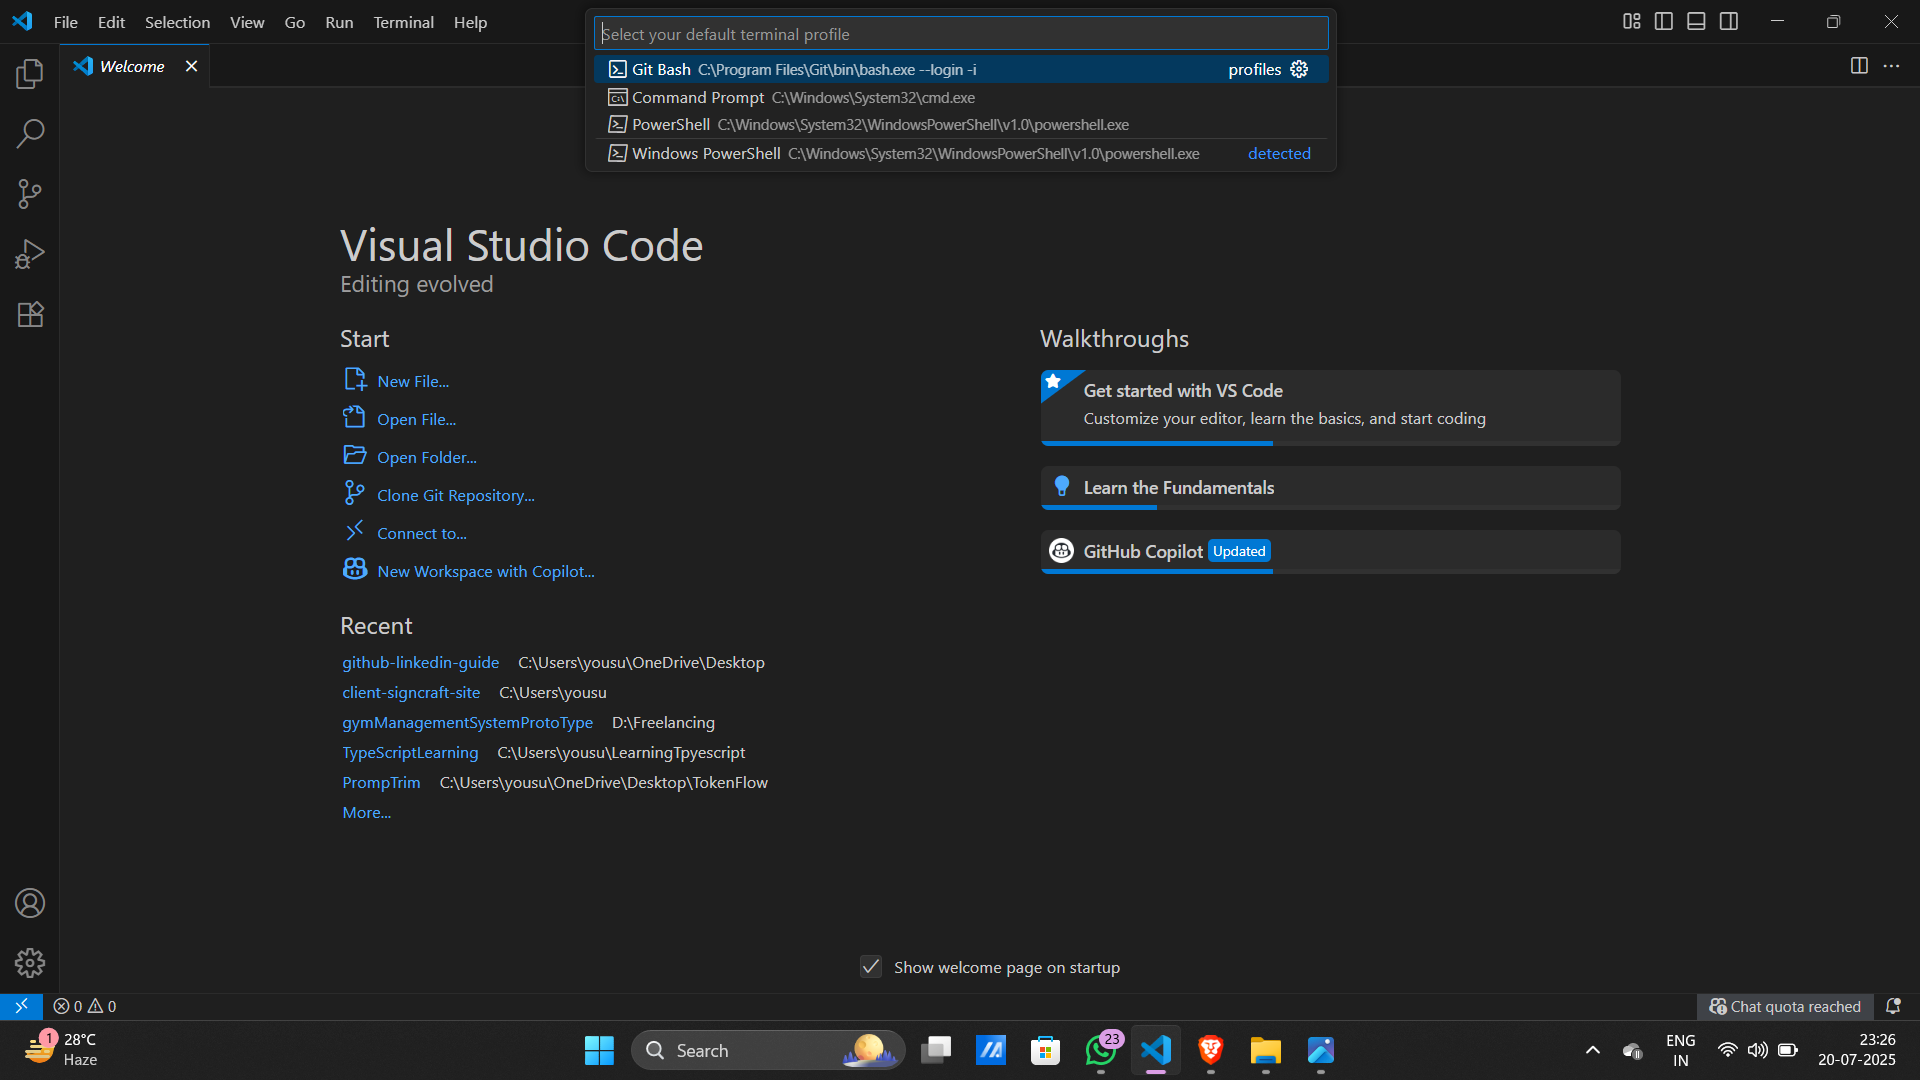 File Edit Selection View Go Run Terminal Help
Select your default terminal profile
Git Bash C:\Program Files\Git\bin\bash.exe --login -i profiles
Command Prompt C:\Windows\System32\cmd.exe
PowerShell C:\Windows\System32\WindowsPowerShell\v1.0\powershell.exe
Windows PowerShell C:\Windows\System32\WindowsPowerShell\v1.0\powershell.exe detected
Welcome
Visual Studio Code
Editing evolved
Start
New File...
Open File...
Open Folder...
Clone Git Repository...
Connect to...
New Workspace with Copilot...
Recent
github-linkedin-guide C:\Users\yousu\OneDrive\Desktop
client-signcraft-site C:\Users\yousu
gymManagementSystemProtoType D:\Freelancing
TypeScriptLearning C:\Users\yousu\LearningTpyescript
PrompTrim C:\Users\yousu\OneDrive\Desktop\TokenFlow
More...
Walkthroughs
Get started with VS Code
Customize your editor, learn the basics, and start coding
Learn the Fundamentals
GitHub Copilot Updated
Show welcome page on startup
0 0
Chat quota reached
1
28°C
Haze
Search
23
ENG
IN
23:26
20-07-2025